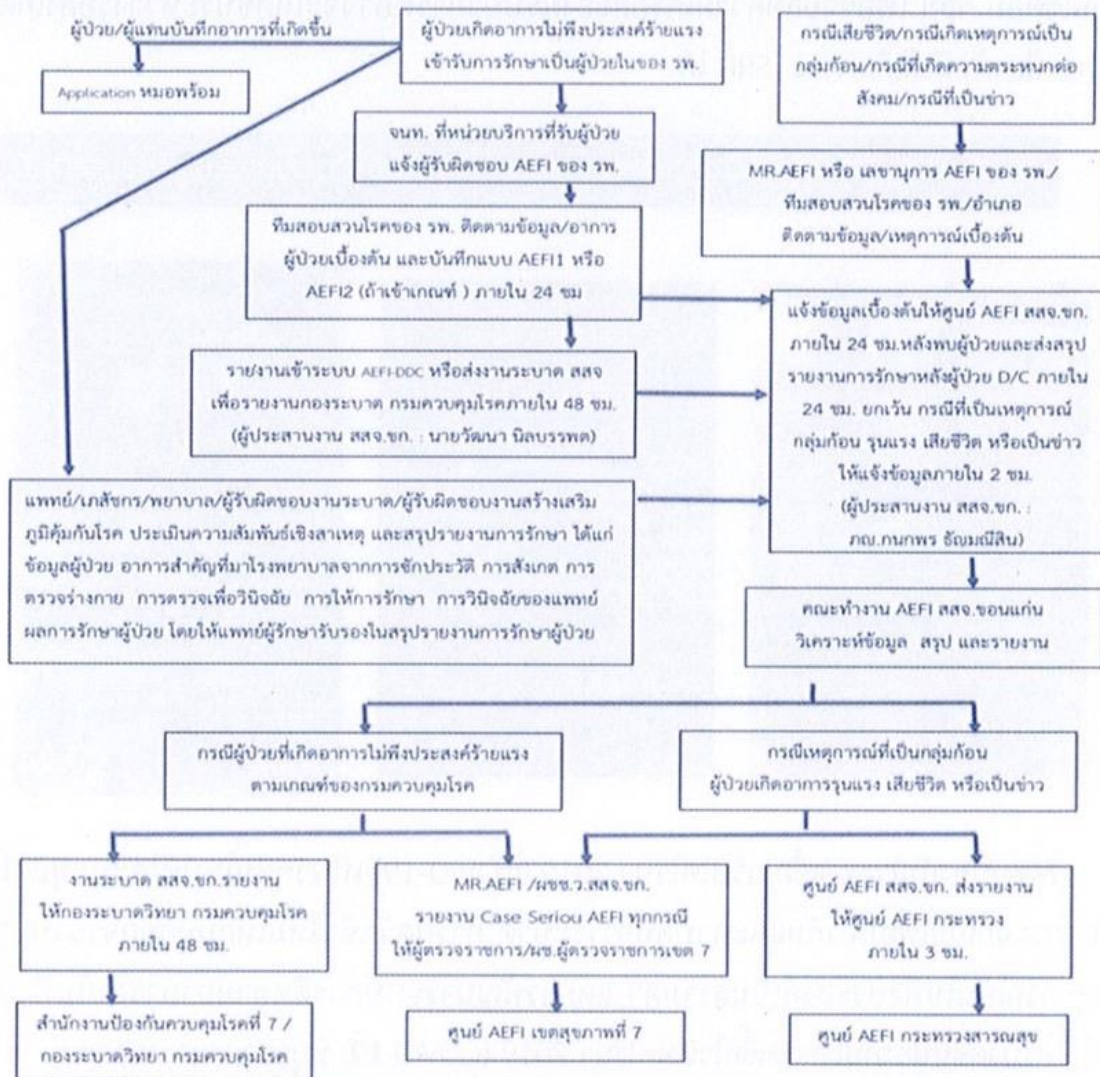 ผู้ป่วย/ผู้แทนบันทึกอาการที่เกิดขึ้น
Application หมอพร้อม
ผู้ป่วยเกิดอาการไม่พึงประสงค์ร้ายแรง
เข้ารับการรักษาเป็นผู้ป่วยในของ รพ.
กรณีเสียชีวิต/กรณีเกิดเหตุการณ์เป็น
กลุ่มก้อน/กรณีที่เกิดความตระหนกต่อ
สังคม/กรณีที่เป็นข่าว
จนท. ที่หน่วยบริการที่รับผู้ป่วย
แจ้งผู้รับผิดชอบ AEFI ของ รพ.
MR.AEFI หรือ เลขานุการ AEFI ของ รพ./
ทีมสอบสวนโรคของ รพ./อำเภอ
ติดตามข้อมูล/เหตุการณ์เบื้องต้น
ทีมสอบสวนโรคของ รพ. ติดตามข้อมูล/อาการ
ผู้ป่วยเบื้องต้น และบันทึกแบบ AEFI1 หรือ
AEFI2 (ถ้าเข้าเกณฑ์ ) ภายใน 24 ชม
แจ้งข้อมูลเบื้องต้นให้ศูนย์ AEFI สสจ.ขก.
ภายใน 24 ชม.หลังพบผู้ป่วยและส่งสรุป
รายงานการรักษาหลังผู้ป่วย D/C ภายใน
24 ชม. ยกเว้น กรณีที่เป็นเหตุการณ์
กลุ่มก้อน รุนแรง เสียชีวิต หรือเป็นข่าว
ให้แจ้งข้อมูลภายใน 2 ชม.
(ผู้ประสานงาน สสจ.ขก. :
ภญ.กนกพร ธัญมณีสิน)
รายงานเข้าระบบ AEFI-DDC หรือส่งงานระบาด สสจ
เพื่อรายงานกองระบาด กรมควบคุมโรคภายใน 48 ชม.
(ผู้ประสานงาน สสจ.ขก. : นายวัฒนา นิลบรรพต)
แพทย์/เภสัชกร/พยาบาล/ผู้รับผิดชอบงานระบาด/ผู้รับผิดชอบงานสร้างเสริม
ภูมิคุ้มกันโรค ประเมินความสัมพันธ์เชิงสาเหตุ และสรุปรายงานการรักษา ได้แก่
ข้อมูลผู้ป่วย อาการสำคัญที่มาโรงพยาบาลจากการซักประวัติ การสังเกต การ
ตรวจร่างกาย การตรวจเพื่อวินิจฉัย การให้การรักษา การวินิจฉัยของแพทย์
ผลการรักษาผู้ป่วย โดยให้แพทย์ผู้รักษารับรองในสรุปรายงานการรักษาผู้ป่วย
คณะทำงาน AEFI สสจ.ขอนแก่น
วิเคราะห์ข้อมูล สรุป และรายงาน
กรณีผู้ป่วยที่เกิดอาการไม่พึงประสงค์ร้ายแรง
ตามเกณฑ์ของกรมควบคุมโรค
กรณีเหตุการณ์ที่เป็นกลุ่มก้อน
ผู้ป่วยเกิดอาการรุนแรง เสียชีวิต หรือเป็นข่าว
งานระบาด สสจ.ขก.รายงาน
ให้กองระบาดวิทยา กรมควบคุมโรค
ภายใน 48 ชม.
MR.AEFI /ผชช.ว.สสจ.ขก.
รายงาน Case Seriou AEFI ทุกกรณี
ให้ผู้ตรวจราชการ/ผช.ผู้ตรวจราชการเขต 7
ศูนย์ AEFI สสจ.ขก. ส่งรายงาน
ให้ศูนย์ AEFI กระทรวง
ภายใน 3 ชม.
สำนักงานป้องกันควบคุมโรคที่ 7 /
กองระบาดวิทยา กรมควบคุมโรค
ศูนย์ AEFI เขตสุขภาพที่ 7
ศูนย์ AEFI กระทรวงสารณสุข